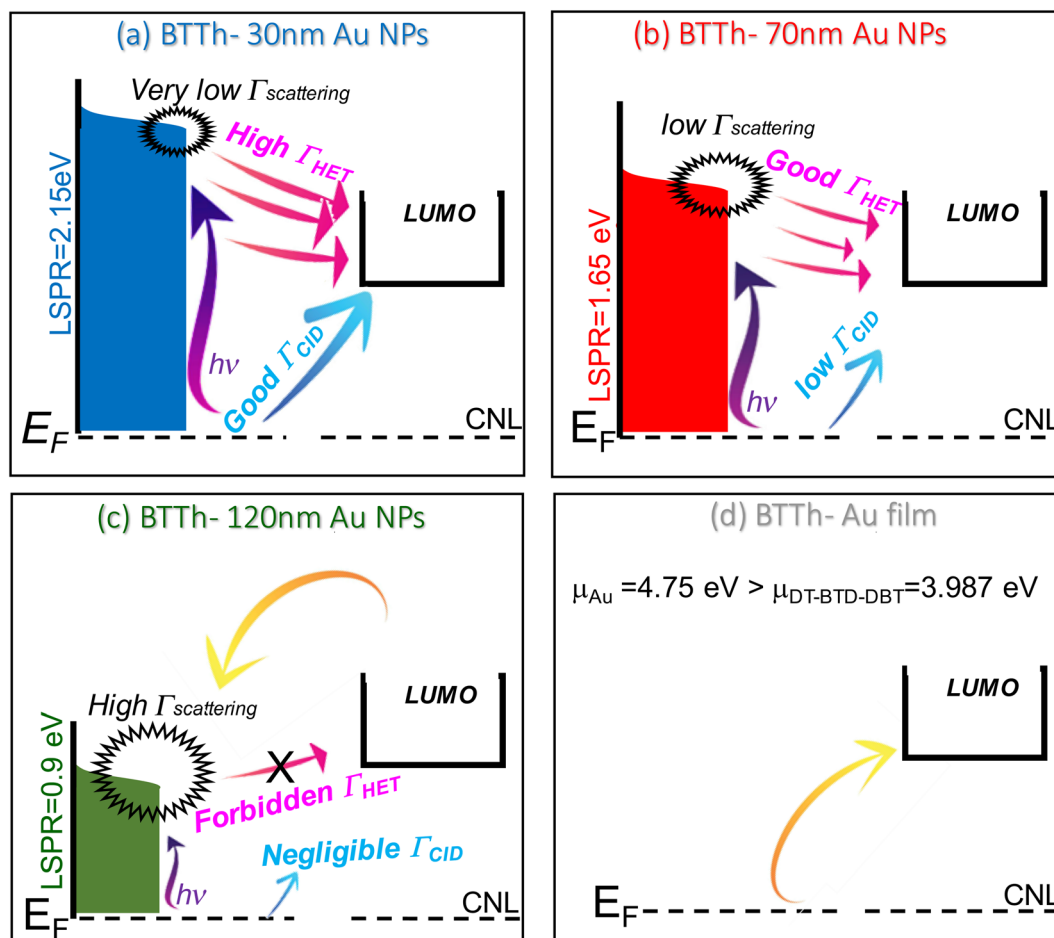 (a) BTTh- 30nm Au NPs
Very low Γscattering
High ΓHET
LSPR=2.15eV
LUMO
hν
Good ΓCID
CNL
EF
(b) BTTh- 70nm Au NPs
low Γscattering
Good ΓHET
LSPR=1.65 eV
LUMO
hν
low ΓCID
CNL
EF
(c) BTTh- 120nm Au NPs
High Γscattering
LSPR=0.9 eV
LUMO
X
Forbidden ΓHET
Negligible ΓCID
hν
CNL
EF
(d) BTTh- Au film
μAu =4.75 eV > μDT-BTD-DBT=3.987 eV
LUMO
CNL
EF